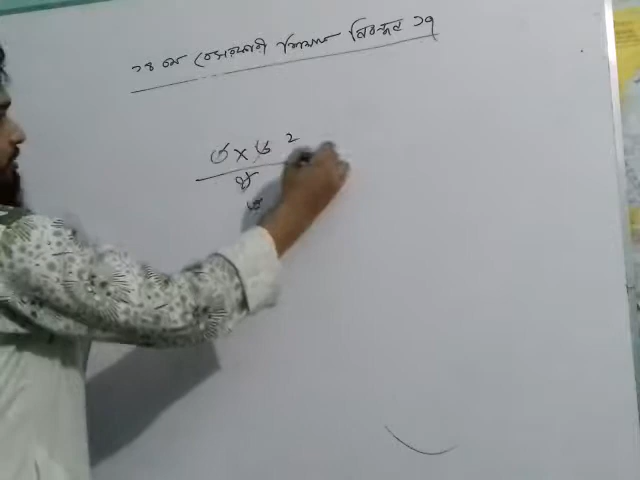 ১৪ তম বেসরকারী শিক্ষক নিবন্ধন ১৭
৩ × ৬ ২
৪